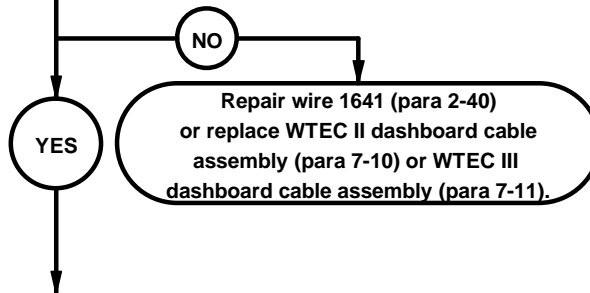 NO
YES
Repair wire 1641 (para 2-40)
or replace WTEC II dashboard cable
assembly (para 7-10) or WTEC III
dashboard cable assembly (para 7-11).